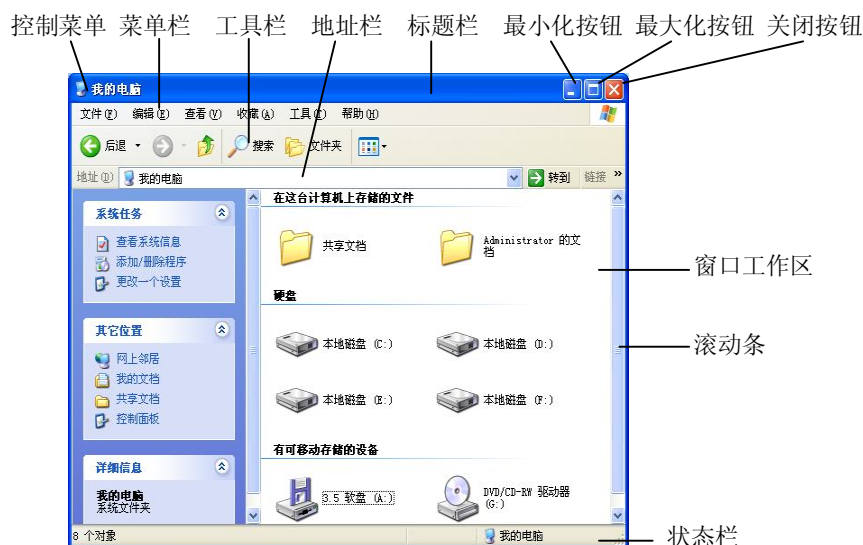 控制菜单 菜单栏 工具栏 地址栏 标题栏 最小化按钮 最大化按钮 关闭按钮
我的电脑
文件(F) 编辑(E) 查看(V) 收藏(A) 工具(T) 帮助(H)
后退 搜索 文件夹
地址(D) 我的电脑 转到 链接 »
系统任务
查看系统信息
添加/删除程序
更改一个设置
其它位置
网上邻居
我的文档
共享文档
控制面板
详细信息
我的电脑
系统文件夹
在这台计算机上存储的文件
共享文档 Administrator 的文
档
硬盘
本地磁盘 (C:) 本地磁盘 (D:)
本地磁盘 (E:) 本地磁盘 (F:)
有可移动存储的设备
3.5 软盘 (A:) DVD/CD-RW 驱动器
(G:)
窗口工作区
滚动条
8 个对象 我的电脑
状态栏